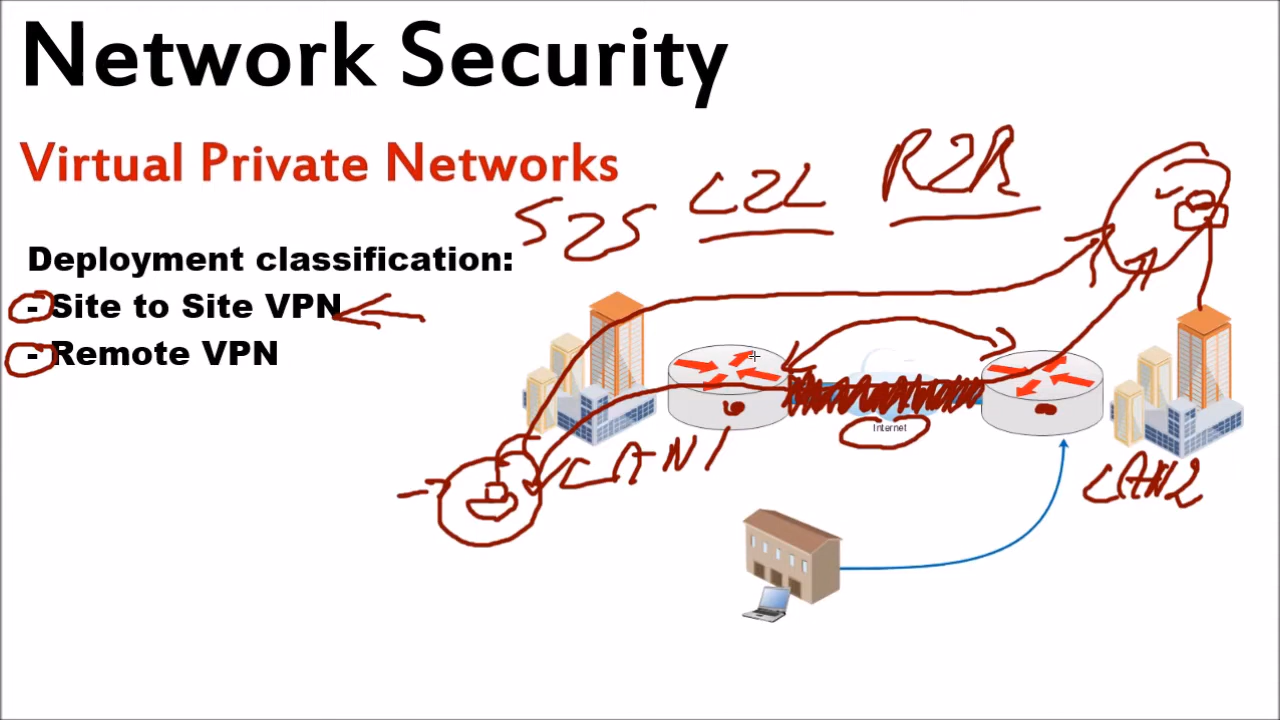 Network Security
Virtual Private Networks
S2S L2L R2R
Deployment classification:
- Site to Site VPN
- Remote VPN
Internet
LAN1
LAN2